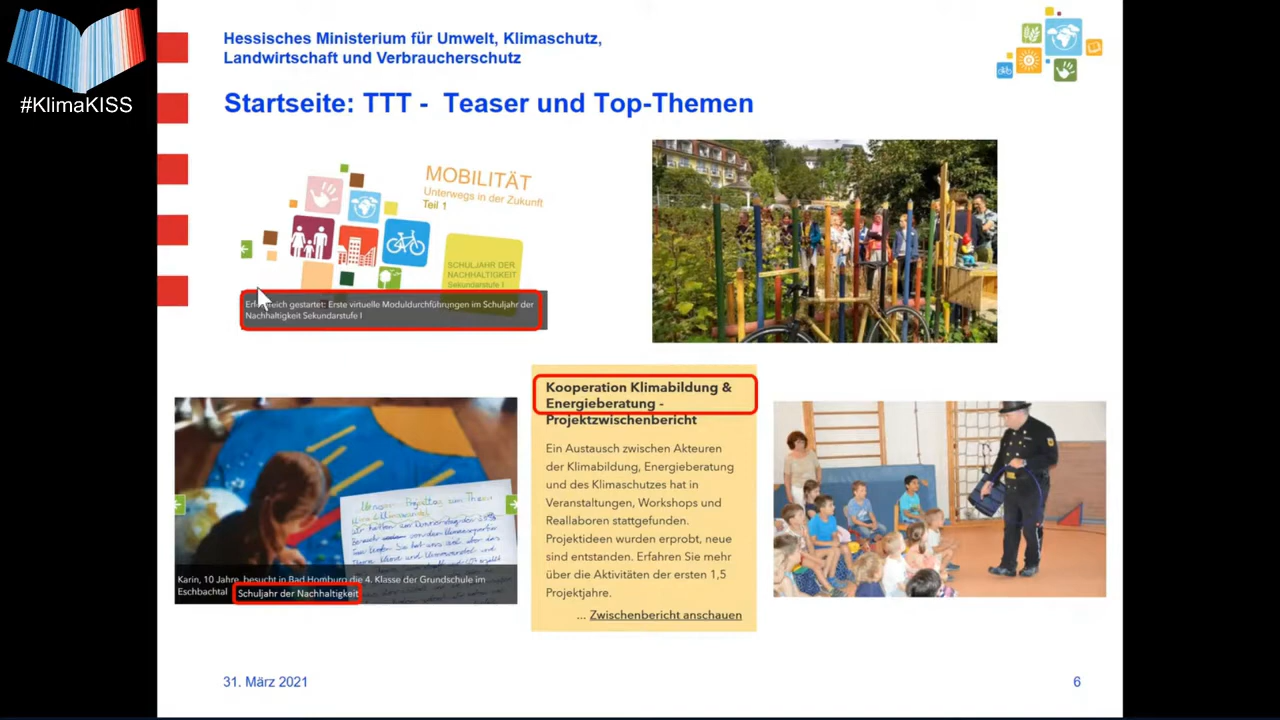 #KlimaKISS
Hessisches Ministerium für Umwelt, Klimaschutz,
Landwirtschaft und Verbraucherschutz
Startseite: TTT - Teaser und Top-Themen
MOBILITÄT
Unterwegs in der Zukunft
Teil 1
SCHULJAHR DER
NACHHALTIGKEIT
Sekundarstufe I
gestartet: Erste virtuelle Moduldurchführungen im Schuljahr der
Nachhaltigkeit Sekundarstufe I
Karin, 10 Jahre, besucht in Bad Homburg die 4. Klasse der Grundschule im
Eschbachtal Schuljahr der Nachhaltigkeit
Kooperation Klimabildung &
Energieberatung -
Projektzwischenbericht
Ein Austausch zwischen Akteuren
der Klimabildung, Energieberatung
und des Klimaschutzes hat in
Veranstaltungen, Workshops und
Reallaboren stattgefunden.
Projektideen wurden erprobt, neue
sind entstanden. Erfahren Sie mehr
über die Aktivitäten der ersten 1,5
Projektjahre.
... Zwischenbericht anschauen
31. März 2021
6